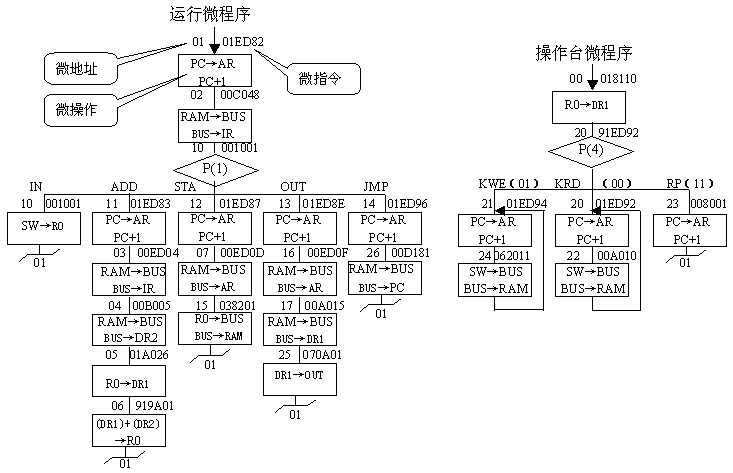 运行微程序
01 01ED82
微地址
PC→AR
PC+1
微指令
微操作
02 00C048
RAM→BUS
BUS→IR
10 001001
P(1)
IN ADD STA OUT JMP
10 001001 11 01ED83 12 01ED87 13 01ED8E 14 01ED96
SW→R0 PC→AR PC→AR PC→AR PC→AR
PC+1 PC+1 PC+1 PC+1
01 03 00ED04 07 00ED0D 16 00ED0F 26 00D181
RAM→BUS RAM→BUS RAM→BUS RAM→BUS
BUS→IR BUS→AR BUS→AR BUS→PC
04 00B005 15 038201 17 00A015 01
RAM→BUS R0→BUS RAM→BUS
BUS→DR2 BUS→RAM BUS→DR1
05 01A026 01 25 070A01
R0→DR1 DR1→OUT
06 919A01 01
(DR1)+(DR2)
→R0
01
操作台微程序
00 018110
R0→DR1
20 91ED92
P(4)
KWE(01) KRD (00) RP(11)
21 01ED94 20 01ED92 23 008001
PC→AR PC→AR PC→AR
PC+1 PC+1 PC+1
24 062011 22 00A010 01
SW→BUS SW→BUS
BUS→RAM BUS→RAM